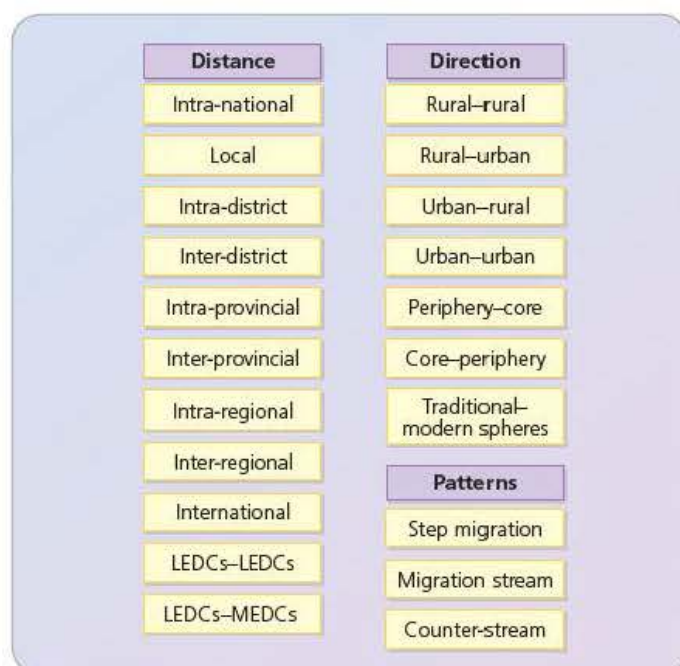 Distance
Intra-national
Local
Intra-district
Inter-district
Intra-provincial
Inter-provincial
Intra-regional
Inter-regional
International
LEDCs–LEDCs
LEDCs–MEDCs
Direction
Rural–rural
Rural–urban
Urban–rural
Urban–urban
Periphery–core
Core–periphery
Traditional–
modern spheres
Patterns
Step migration
Migration stream
Counter-stream